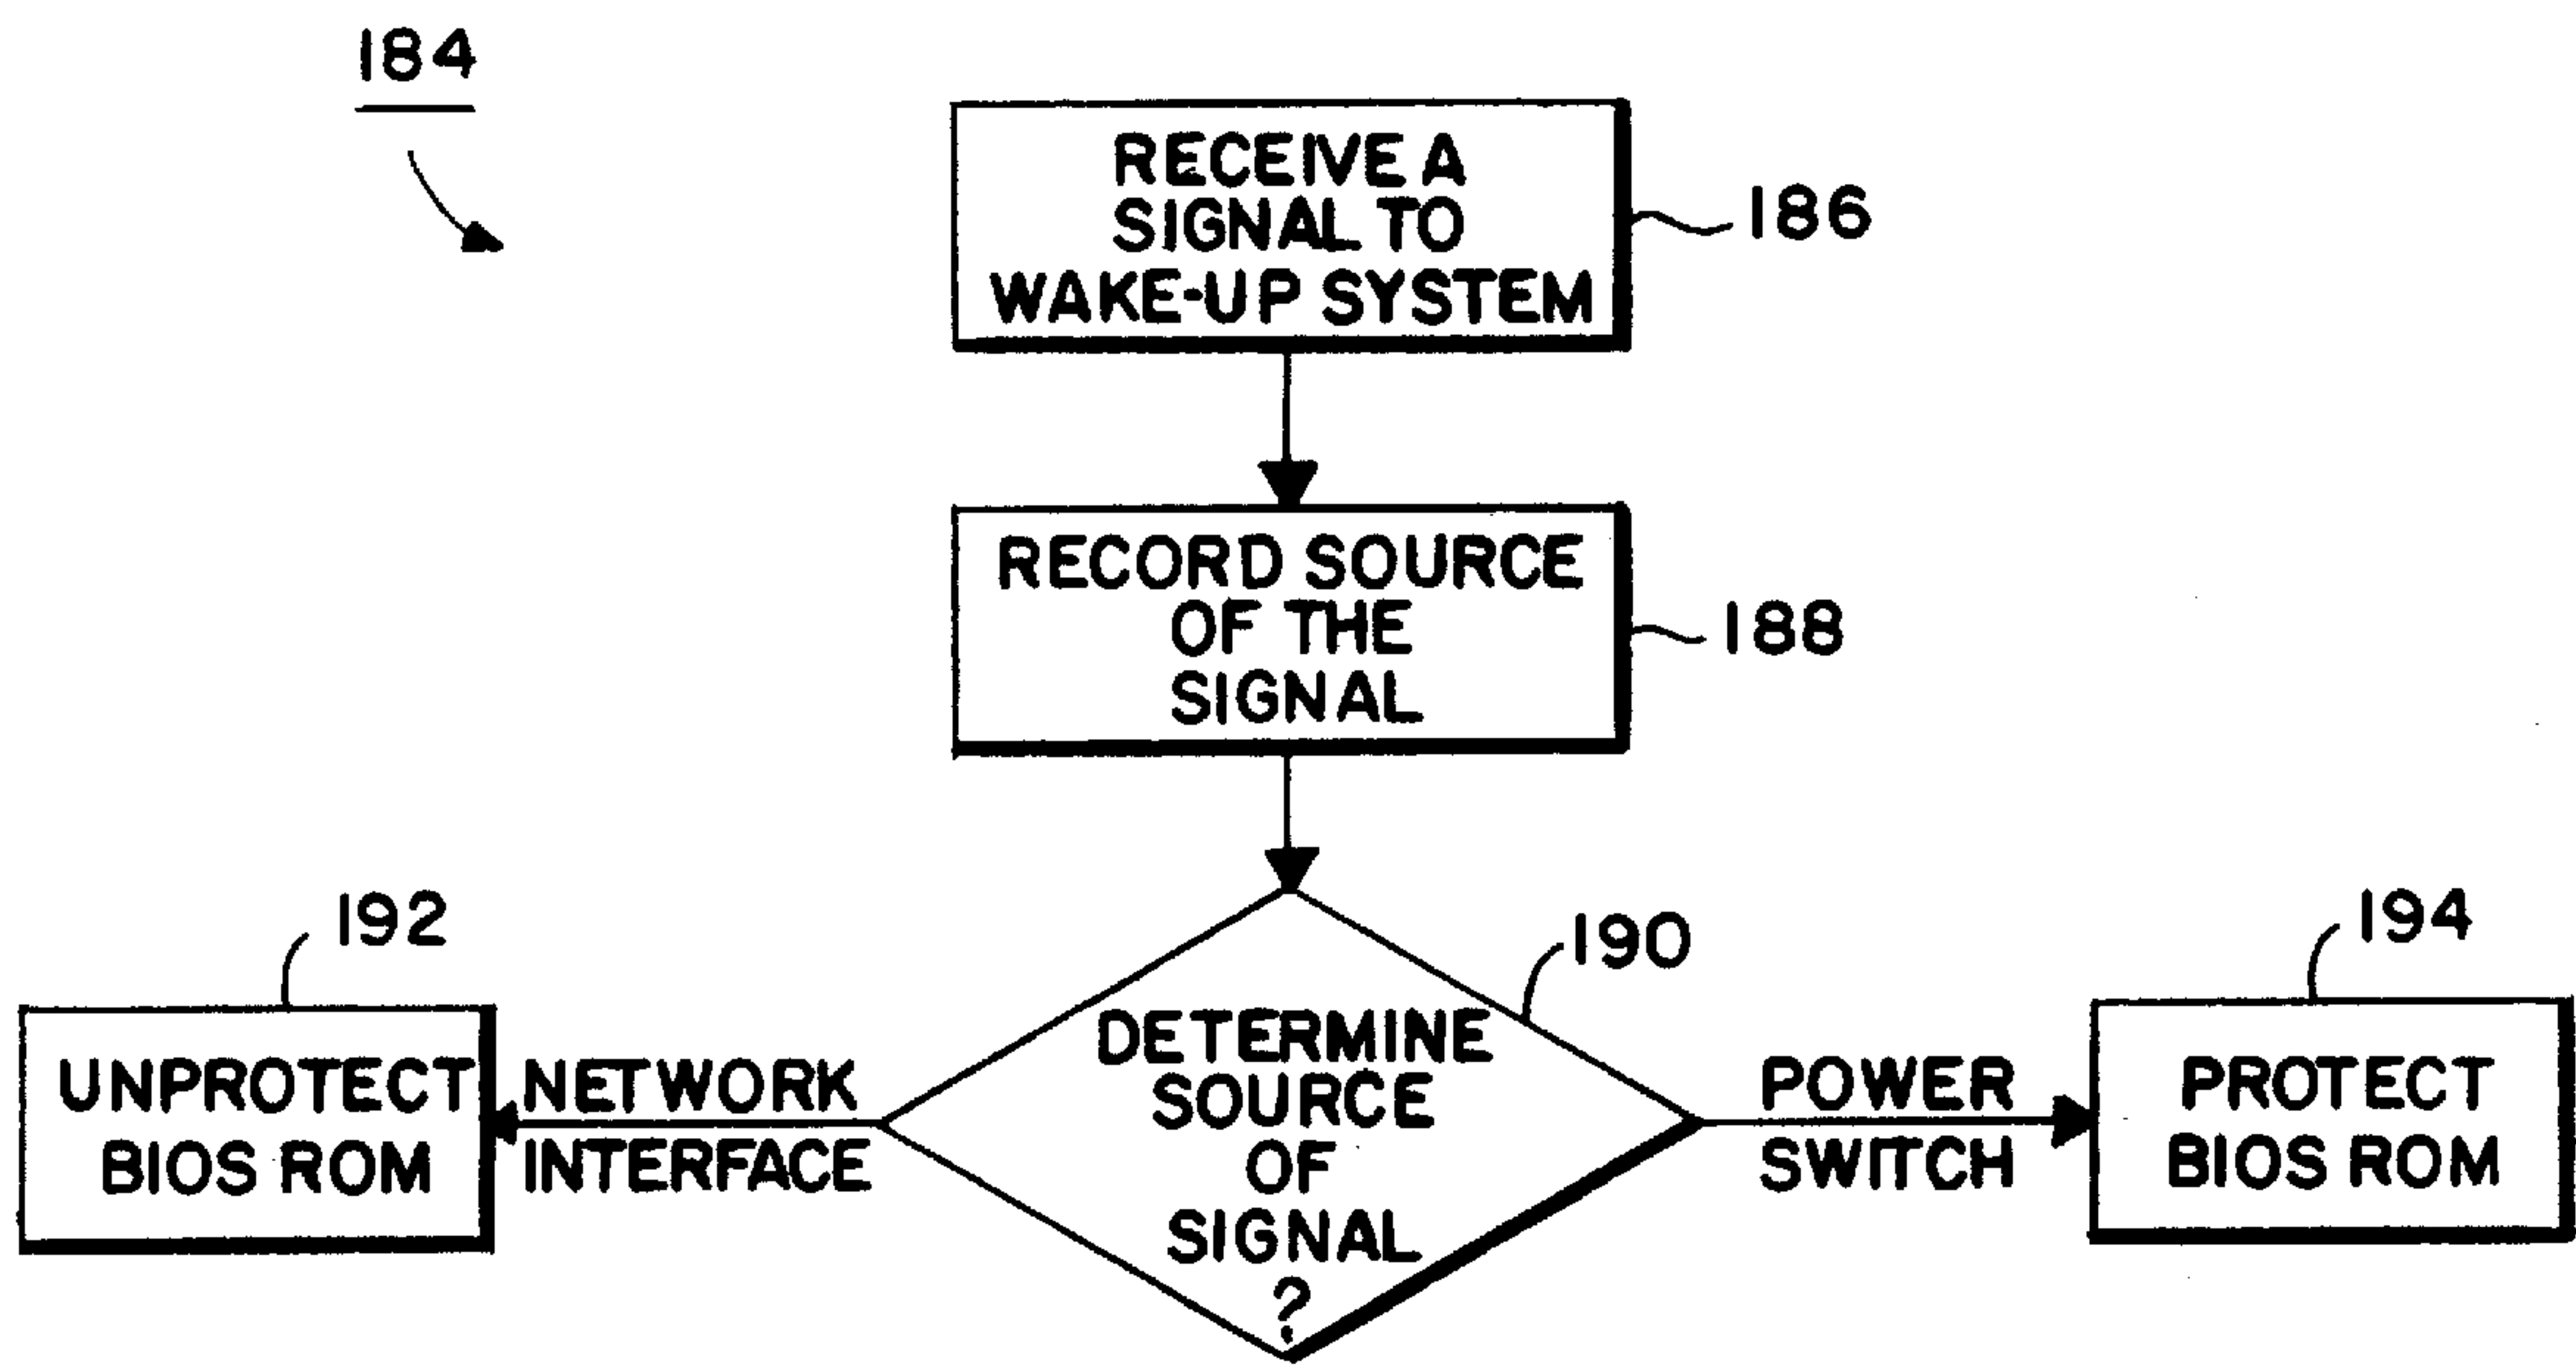 184
RECEIVE A
SIGNAL TO
WAKE-UP SYSTEM
186
RECORD SOURCE
OF THE
SIGNAL
188
192
190
194
UNPROTECT
BIOS ROM
NETWORK
INTERFACE
DETERMINE
SOURCE
OF
SIGNAL
?
POWER
SWITCH
PROTECT
BIOS ROM